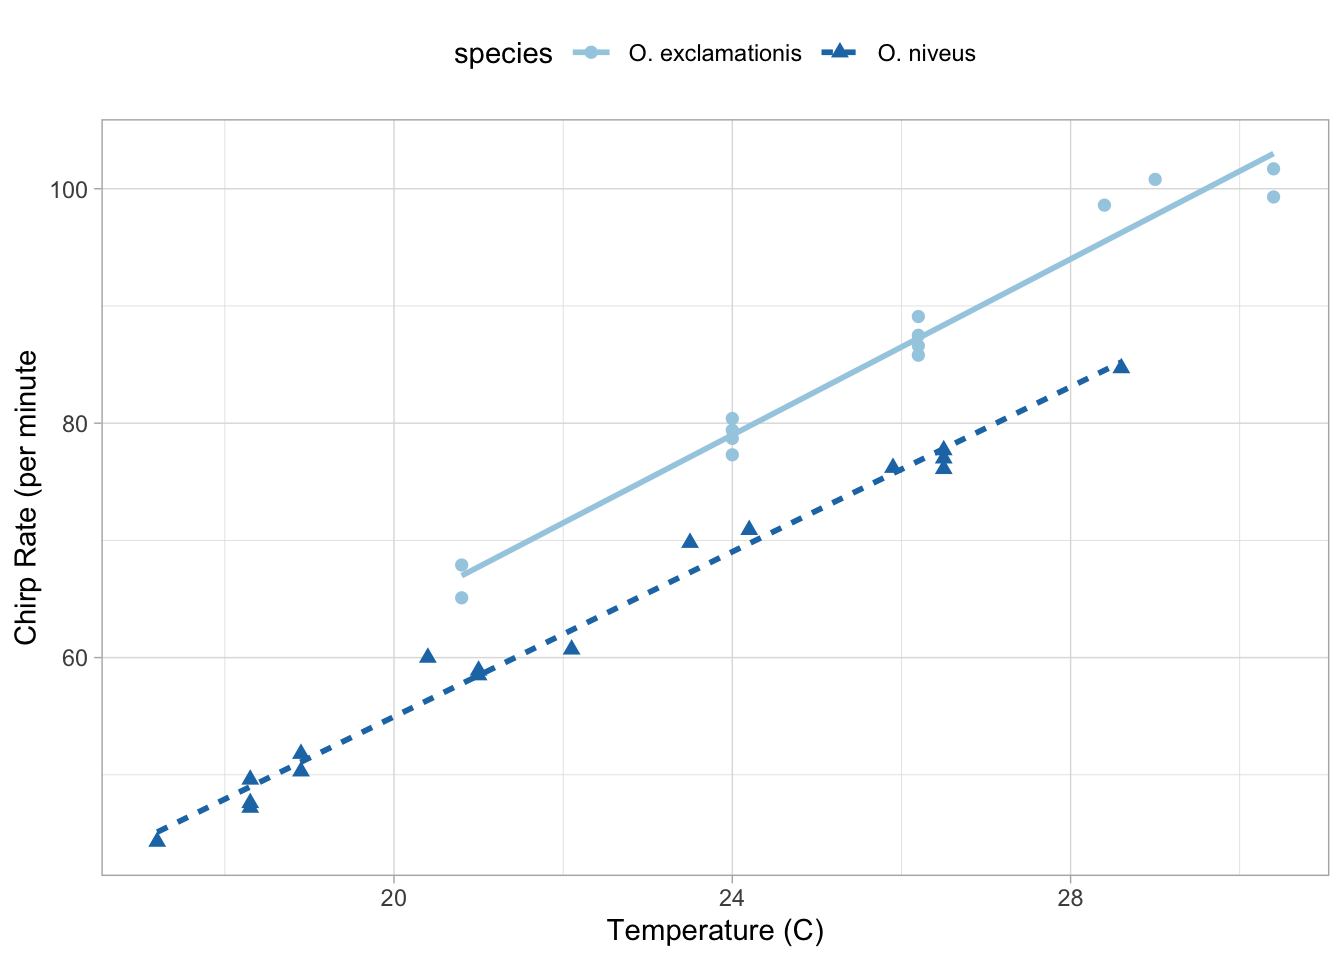 species O. exclamationis O. niveus
100
80
60
Chirp Rate (per minute
20 24 28
Temperature (C)